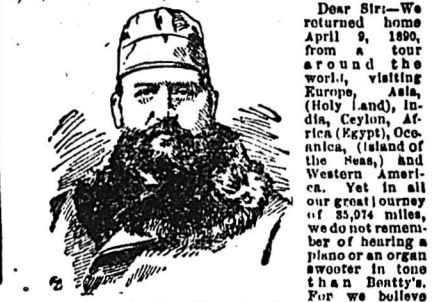 Dear Sir:—We
returned home
April 9, 1890,
from a tour
around the
world, visiting
Europe, Asia,
(Holy Land), In-
dia, Ceylon, Af-
rica (Egypt), Oce-
anica, (Island of
the Seas,) and
Western Ameri-
ca. Yet in all
our great journey
of 35,974 miles,
we do not remem-
ber of hearing a
piano or an organ
sweeter in tone
than Beatty's.
For we believe